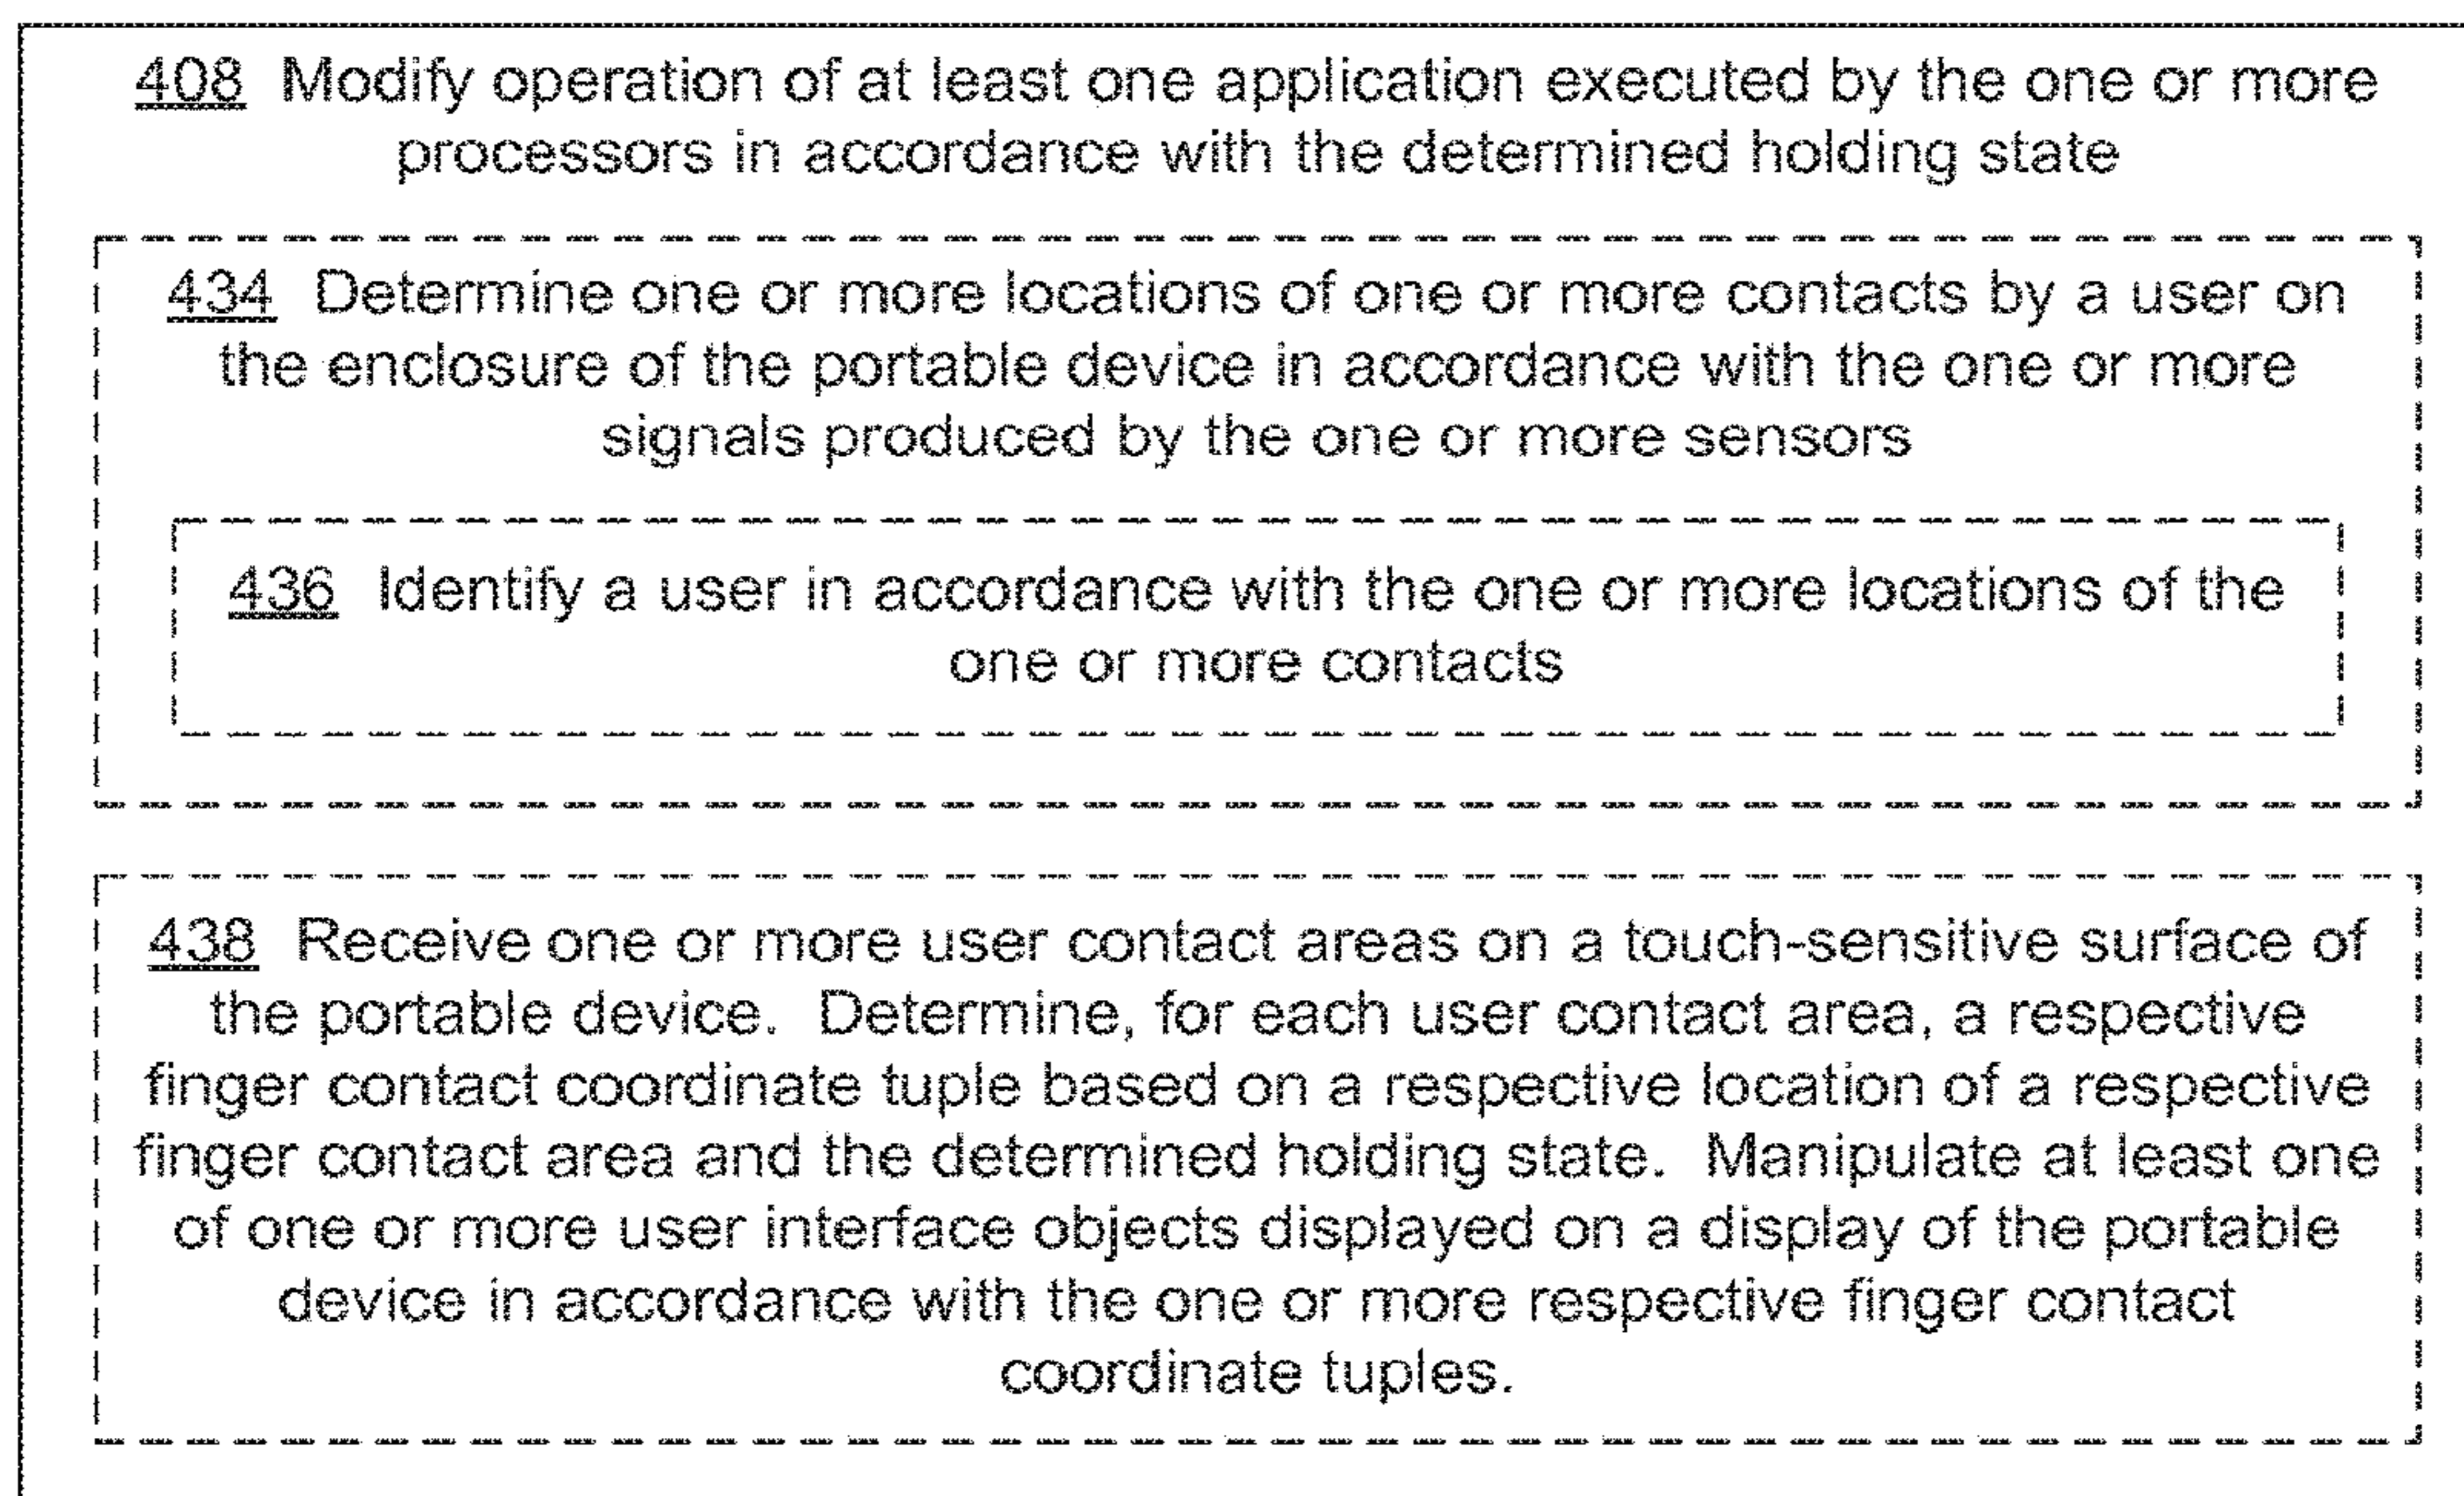 408 Modify operation of at least one application executed by the one or more
processors in accordance with the determined holding state
434 Determine one or more locations of one or more contacts by a user on
the enclosure of the portable device in accordance with the one or more
signals produced by the one or more sensors
436 Identify a user in accordance with the one or more locations of the
one or more contacts
438 Receive one or more user contact areas on a touch-sensitive surface of
the portable device. Determine, for each user contact area, a respective
finger contact coordinate tuple based on a respective location of a respective
finger contact area and the determined holding state. Manipulate at least one
of one or more user interface objects displayed on a display of the portable
device in accordance with the one or more respective finger contact
coordinate tuples.